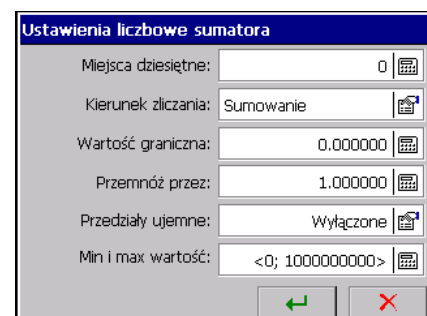 Ustawienia liczbowe sumatora
Miejsca dziesiętne: 0
Kierunek zliczania: Sumowanie
Wartość graniczna: 0.000000
Przemnóż przez: 1.000000
Przedziały ujemne: Wyłączone
Min i max wartość: <0; 1000000000>